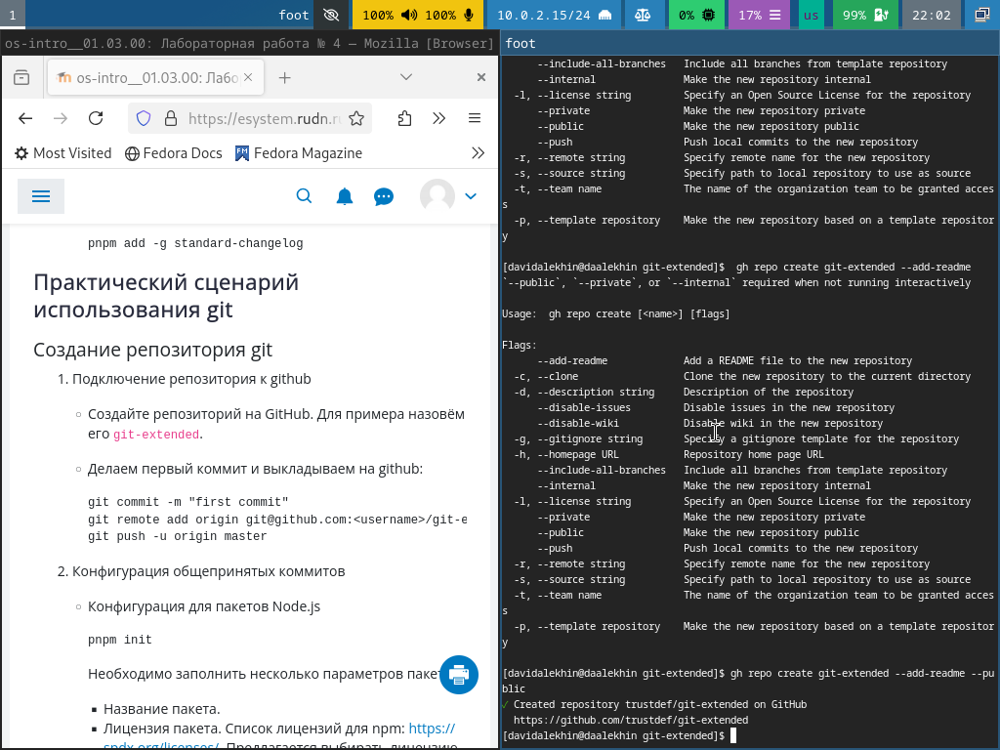 1
foot
100%
100%
10.0.2.15/24
0%
17%
us
99%
22:02
os-intro__01.03.00: Лабораторная работа № 4 — Mozilla [Browser]
os-intro__01.03.00: Лабо
https://esystem.rudn.r
Most Visited
Fedora Docs
Fedora Magazine
pnpm add -g standard-changelog
Практический сценарий
использования git
Создание репозитория git
1. Подключение репозитория к github
Создайте репозиторий на GitHub. Для примера назовём
его git-extended.
Делаем первый коммит и выкладываем на github:
git commit -m "first commit"
git remote add origin git@github.com:<username>/git-e
git push -u origin master
2. Конфигурация общепринятых коммитов
Конфигурация для пакетов Node.js
pnpm init
Необходимо заполнить несколько параметров паке
Название пакета.
Лицензия пакета. Список лицензий для npm: https://
spdx.org/licenses/. Предлагается выбирать лицензию
foot
--include-all-branches Include all branches from template repository
--internal Make the new repository internal
-l, --license string Specify an Open Source License for the repository
--private Make the new repository private
--public Make the new repository public
--push Push local commits to the new repository
-r, --remote string Specify remote name for the new repository
-s, --source string Specify path to local repository to use as source
-t, --team name The name of the organization team to be granted acces
s
-p, --template repository Make the new repository based on a template repositor
y
[davidalekhin@daalekhin git-extended]$  gh repo create git-extended --add-readme
`--public`, `--private`, or `--internal` required when not running interactively
Usage:  gh repo create [<name>] [flags]
Flags:
--add-readme Add a README file to the new repository
-c, --clone Clone the new repository to the current directory
-d, --description string Description of the repository
--disable-issues Disable issues in the new repository
--disable-wiki Disable wiki in the new repository
-g, --gitignore string Specify a gitignore template for the repository
-h, --homepage URL Repository home page URL
--include-all-branches Include all branches from template repository
--internal Make the new repository internal
-l, --license string Specify an Open Source License for the repository
--private Make the new repository private
--public Make the new repository public
--push Push local commits to the new repository
-r, --remote string Specify remote name for the new repository
-s, --source string Specify path to local repository to use as source
-t, --team name The name of the organization team to be granted acces
s
-p, --template repository Make the new repository based on a template repositor
y
[davidalekhin@daalekhin git-extended]$ gh repo create git-extended --add-readme --pu
blic
✓ Created repository trustdef/git-extended on GitHub
https://github.com/trustdef/git-extended
[davidalekhin@daalekhin git-extended]$